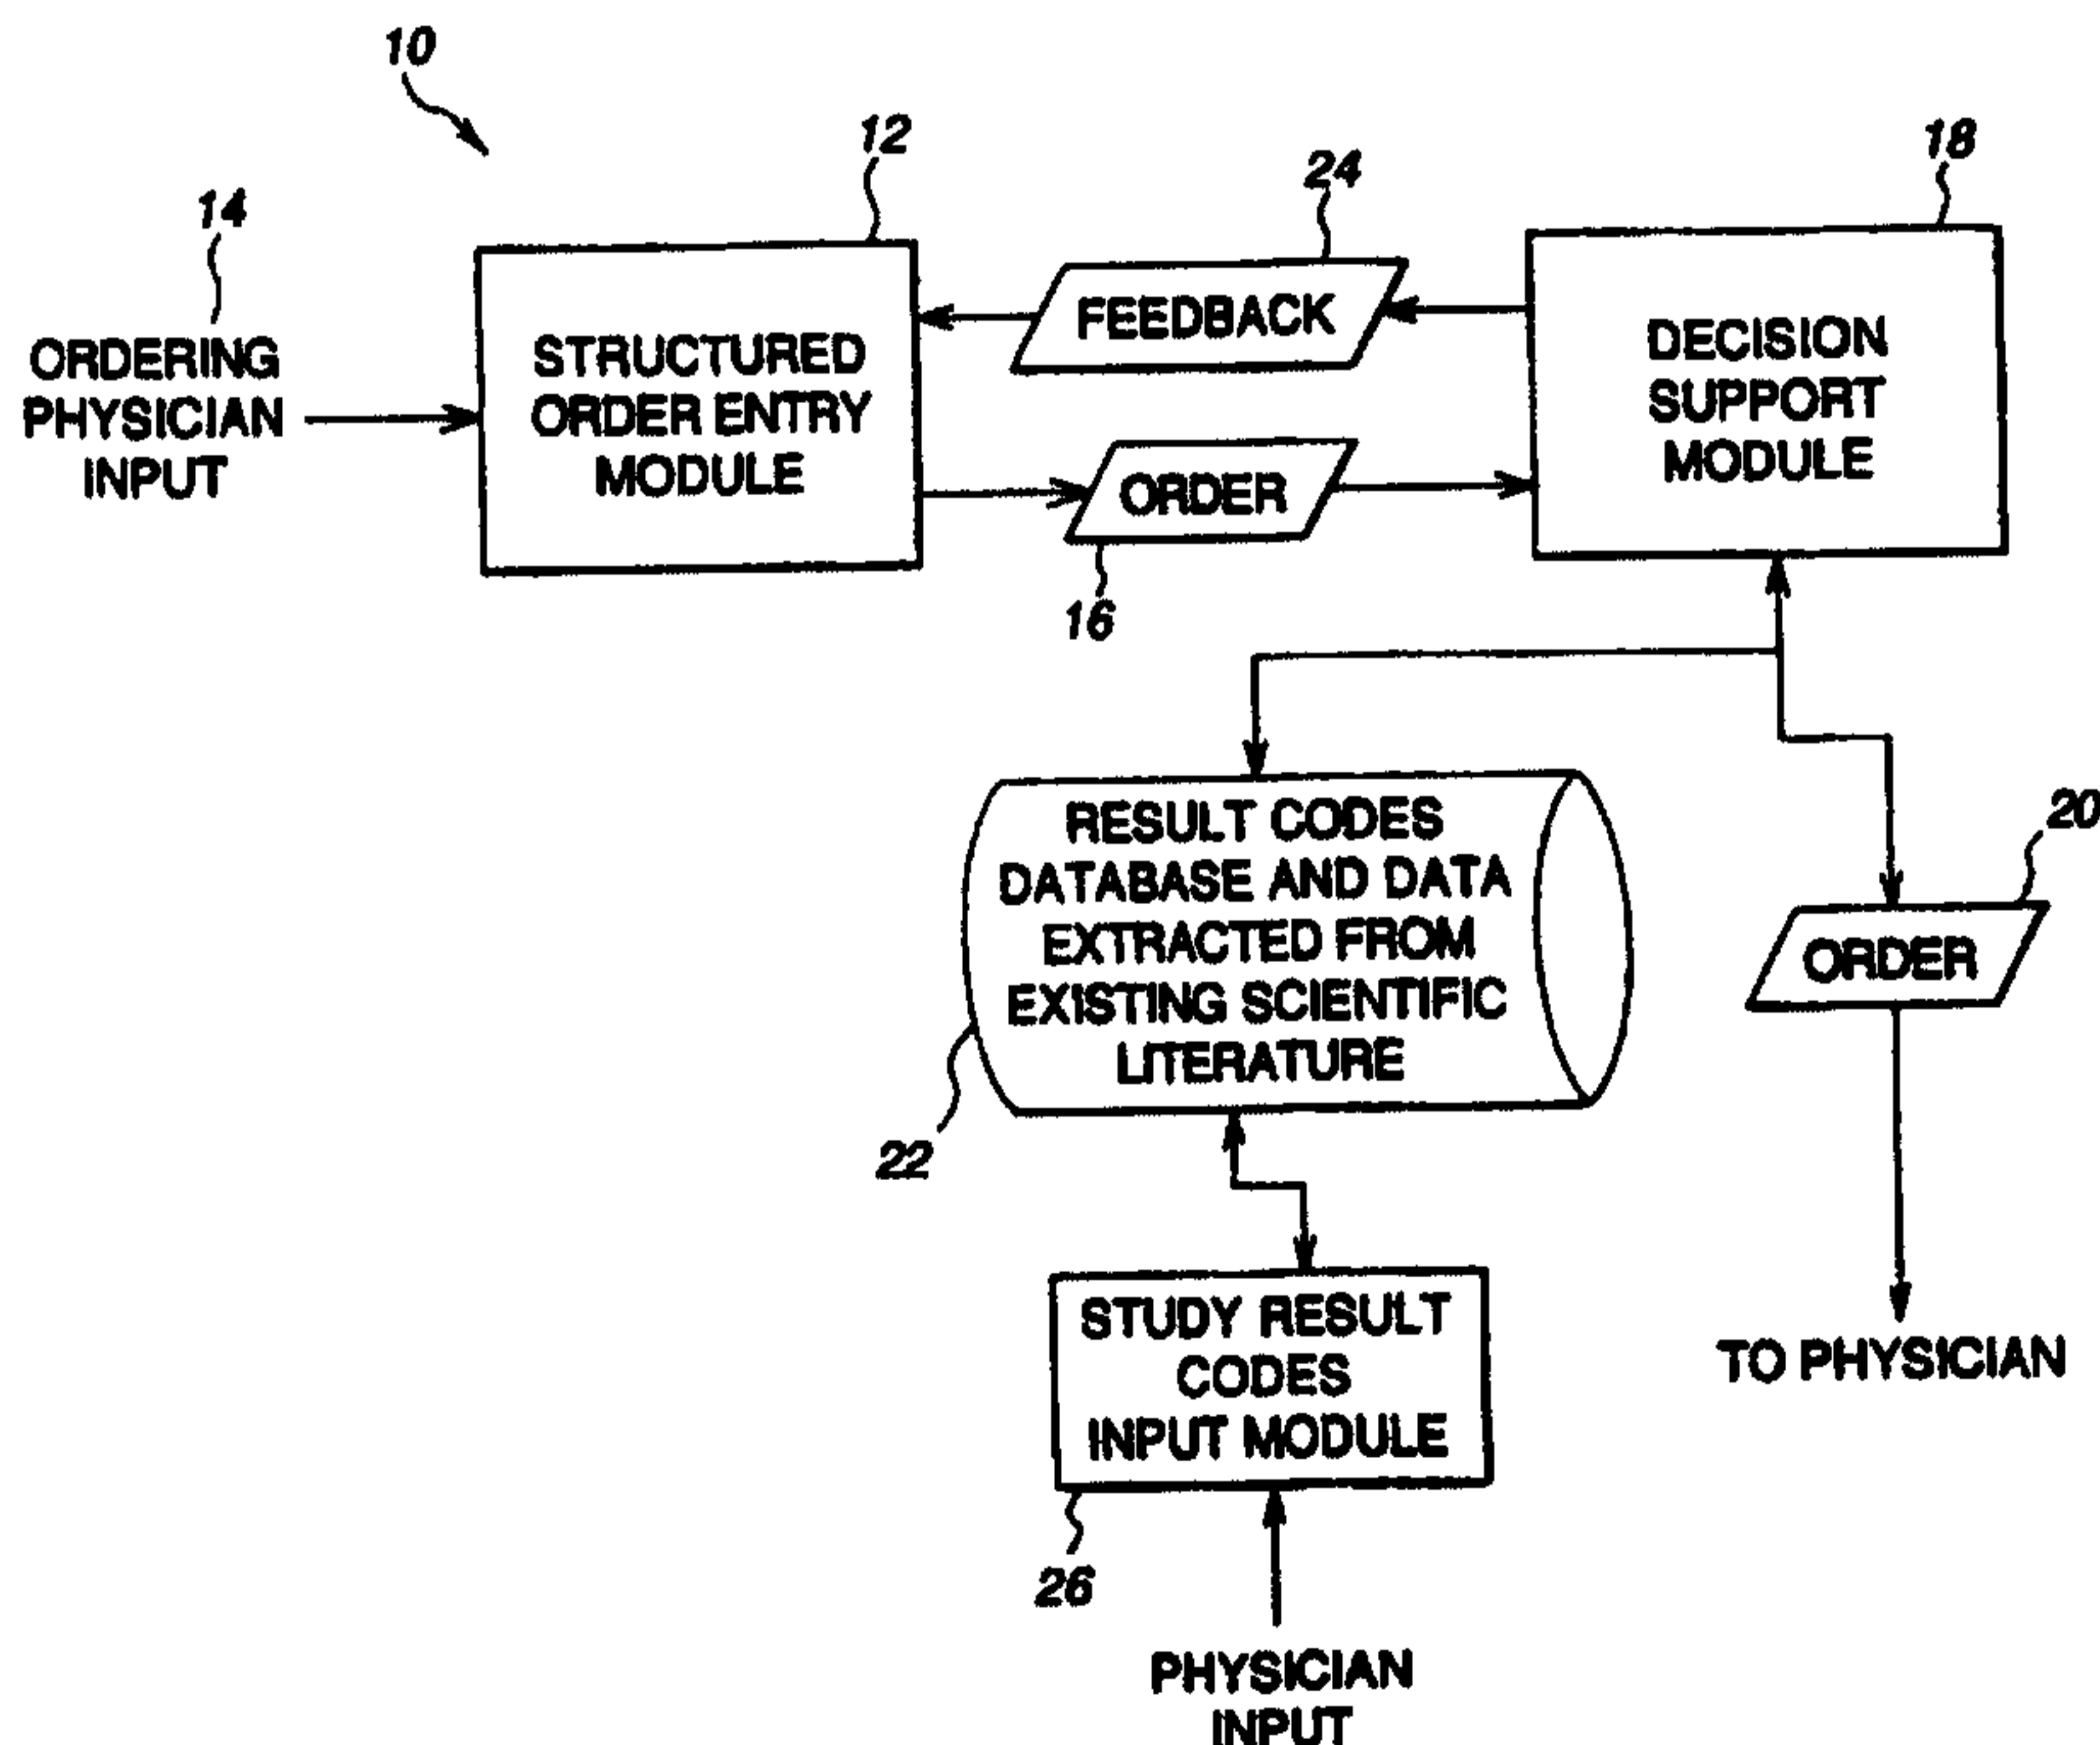 10
12
18
24
14
FEEDBACK
ORDERING
PHYSICIAN
INPUT
STRUCTURED
ORDER ENTRY
MODULE
DECISION
SUPPORT
MODULE
ORDER
16
RESULT CODES
DATABASE AND DATA
EXTRACTED FROM
EXISTING SCIENTIFIC
LITERATURE
20
ORDER
22
STUDY RESULT
CODES
INPUT MODULE
TO PHYSICIAN
26
PHYSICIAN
INPUT